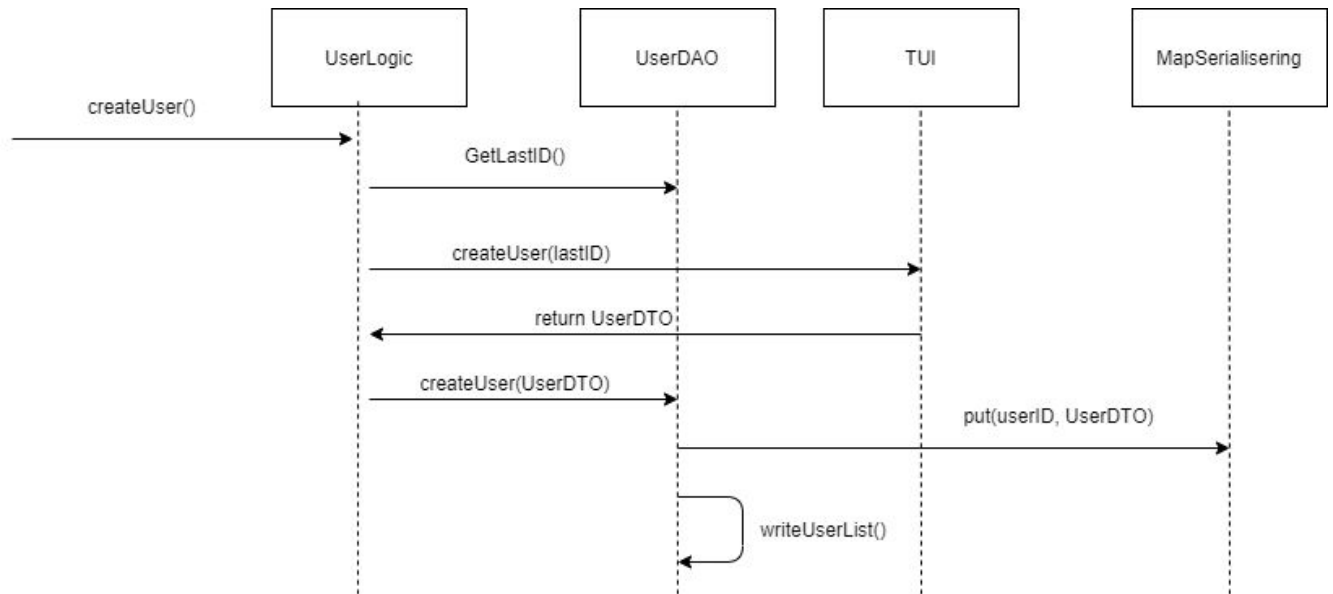 UserLogic
UserDAO
TUI
MapSerialisering
createUser()
GetLastID()
createUser(lastID)
return UserDTO
createUser(UserDTO)
put(userID, UserDTO)
writeUserList()